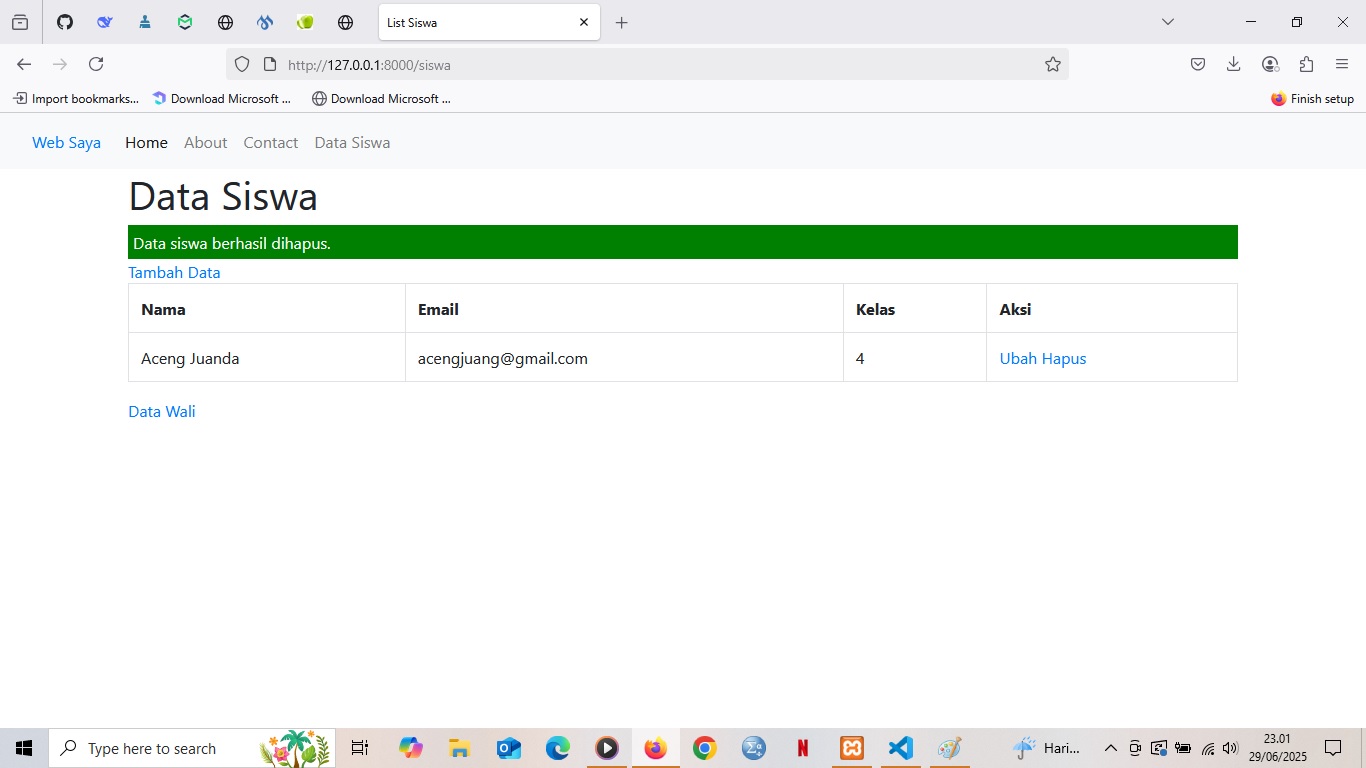 List Siswa
http://127.0.0.1:8000/siswa
Import bookmarks... Download Microsoft ... Download Microsoft ... Finish setup
Web Saya Home About Contact Data Siswa
Data Siswa
Data siswa berhasil dihapus.
Tambah Data
Nama Email Kelas Aksi
Aceng Juanda acengjuang@gmail.com 4 Ubah Hapus
Data Wali
Type here to search Hari... 23.01
29/06/2025